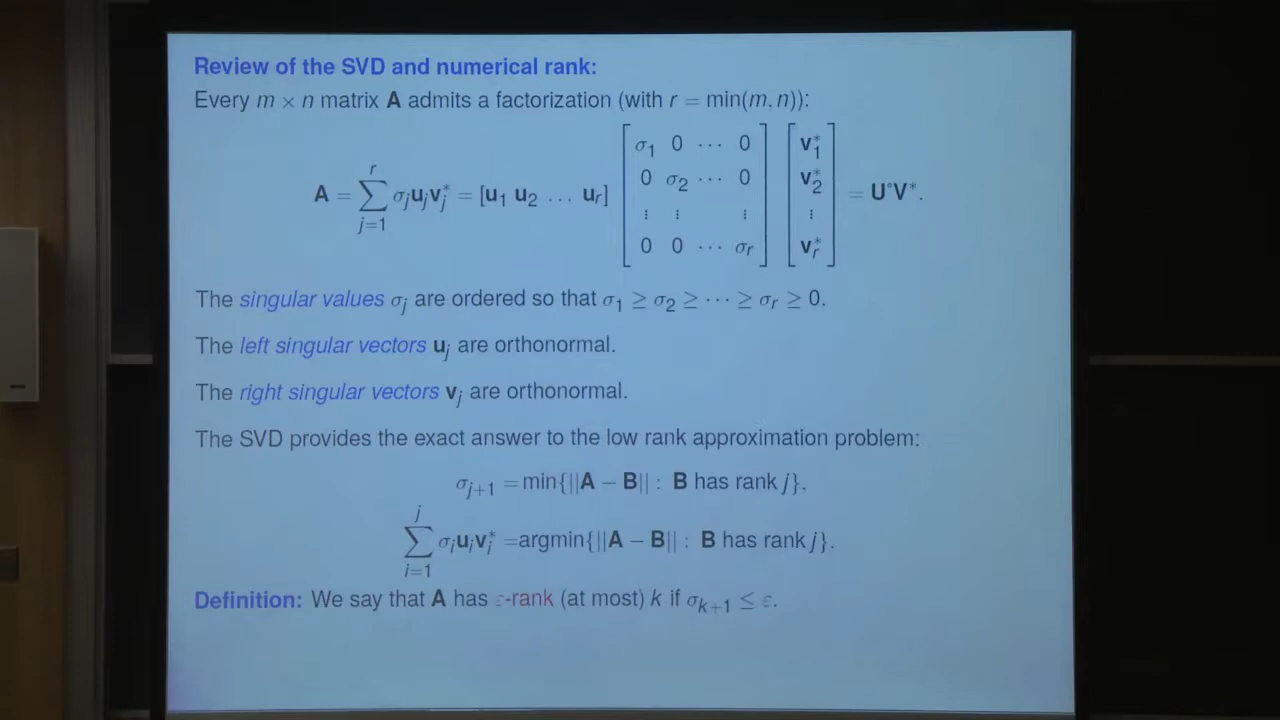 Review of the SVD and numerical rank:
Every m × n matrix A admits a factorization (with r = min(m, n)):
A = ∑_{j=1}^{r} σ_j u_j v_j^* = [u_1 u_2 … u_r] [σ_1 0 ⋯ 0; 0 σ_2 ⋯ 0; ⋮ ⋮ ⋮; 0 0 ⋯ σ_r] [v_1^*; v_2^*; ⋮; v_r^*] = U°V*.
The singular values σ_j are ordered so that σ_1 ≥ σ_2 ≥ ⋯ ≥ σ_r ≥ 0.
The left singular vectors u_j are orthonormal.
The right singular vectors v_j are orthonormal.
The SVD provides the exact answer to the low rank approximation problem:
σ_{j+1} = min{||A − B|| : B has rank j},
∑_{i=1}^{j} σ_i u_i v_i^* = argmin{||A − B|| : B has rank j}.
Definition: We say that A has ε-rank (at most) k if σ_{k+1} ≤ ε.